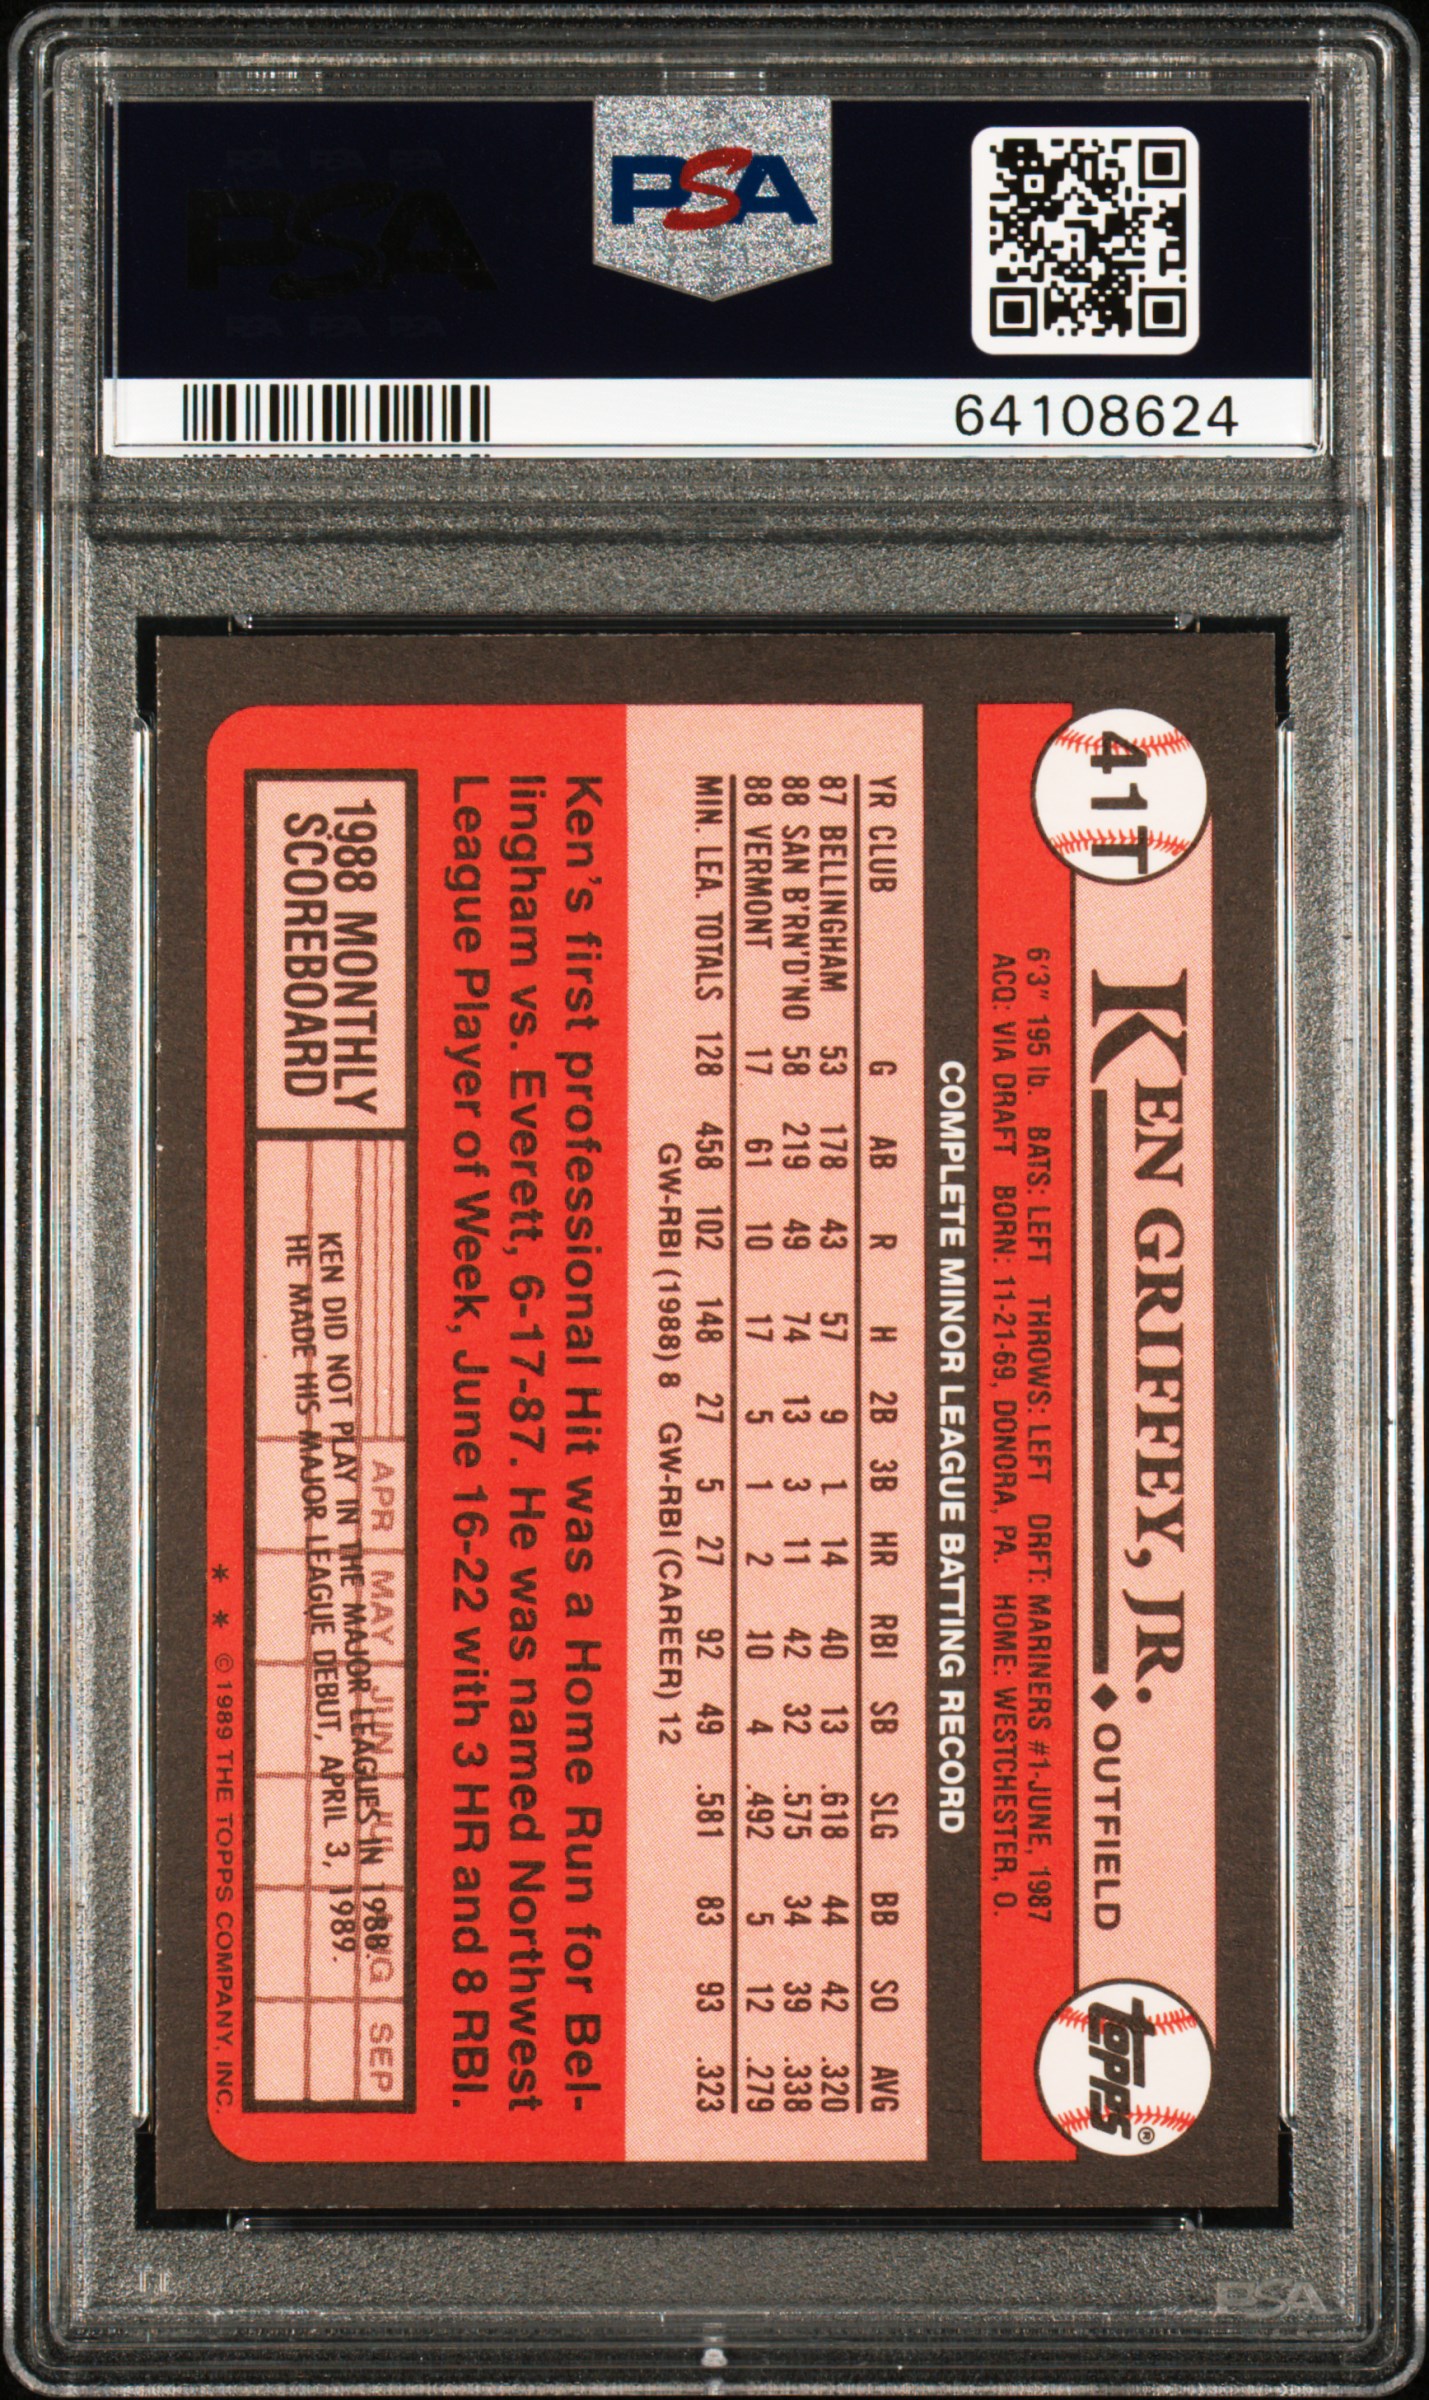 PSA
PSA PSA PSA
PSA
PSA PSA PSA
64108624
41T
KEN GRIFFEY, JR. ◆ OUTFIELD
topps®
6'3" 195 lb. BATS: LEFT THROWS: LEFT DRFT: MARINERS #1-JUNE, 1987
ACQ: VIA DRAFT BORN: 11-21-69, DONORA, PA. HOME: WESTCHESTER, O.
COMPLETE MINOR LEAGUE BATTING RECORD
YR CLUB G AB R H 2B 3B HR RBI SB SLG BB SO AVG
87 BELLINGHAM 53 178 43 57 9 1 14 40 13 .618 44 42 .320
88 SAN B'RN'D'NO 58 219 49 74 13 3 11 42 32 .575 34 39 .338
88 VERMONT 17 61 10 17 5 1 2 10 4 .492 5 12 .279
MIN. LEA. TOTALS 128 458 102 148 27 5 27 92 49 .581 83 93 .323
GW-RBI (1988) 8 GW-RBI (CAREER) 12
Ken's first professional Hit was a Home Run for Bel-
lingham vs. Everett, 6-17-87. He was named Northwest
League Player of Week, June 16-22 with 3 HR and 8 RBI.
1988 MONTHLY
SCOREBOARD
APR MAY JUN JUL AUG SEP
KEN DID NOT PLAY IN THE MAJOR LEAGUES IN 1988.
HE MADE HIS MAJOR LEAGUE DEBUT, APRIL 3, 1989.
* * © 1989 THE TOPPS COMPANY, INC.
PSA